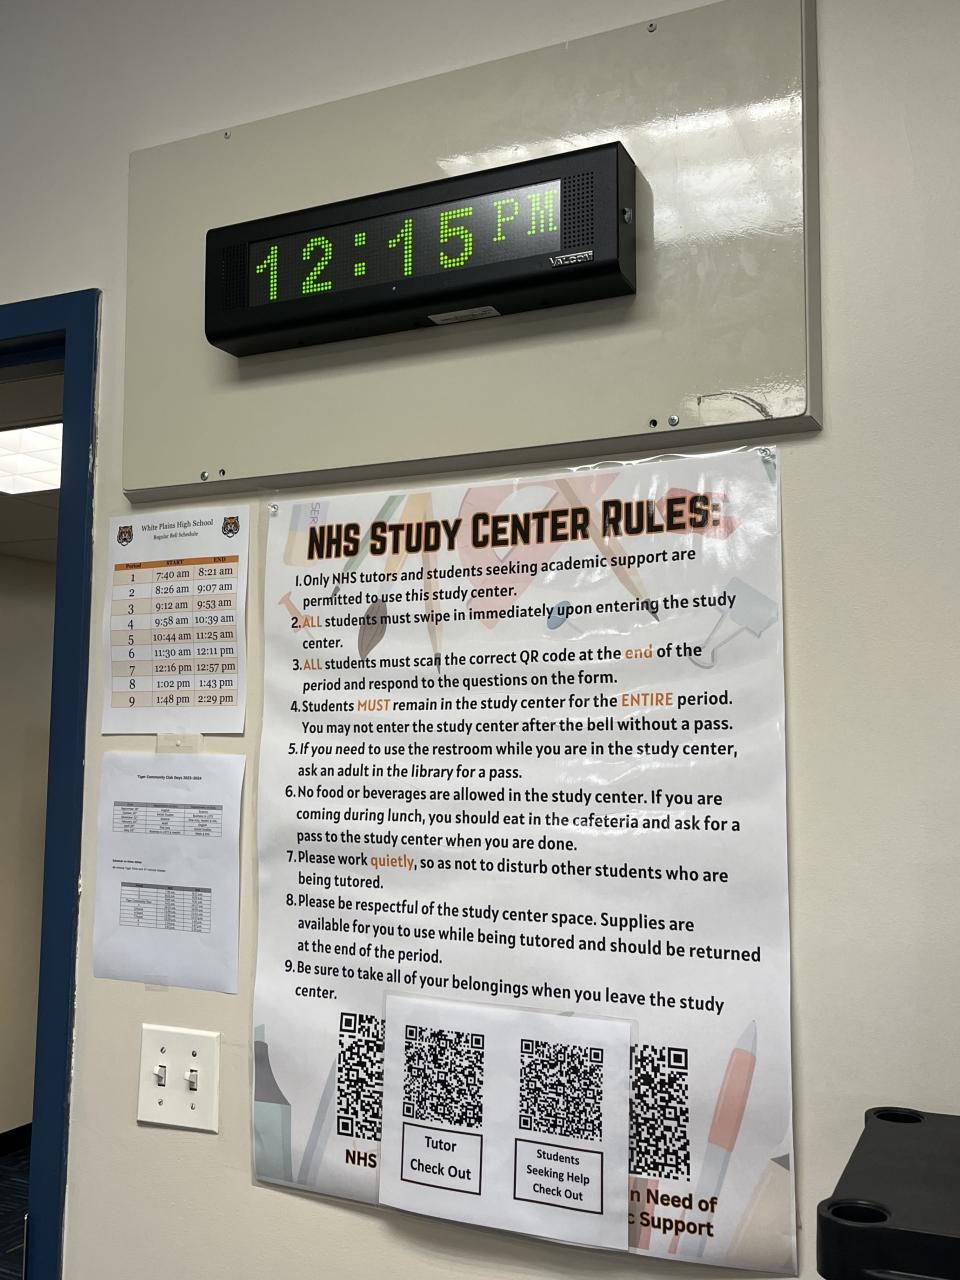 12:15 PM
VALCOM
White Plains High School
Regular Bell Schedule
Period START END
1 7:40 am 8:21 am
2 8:26 am 9:07 am
3 9:12 am 9:53 am
4 9:58 am 10:39 am
5 10:44 am 11:25 am
6 11:30 am 12:11 pm
7 12:16 pm 12:57 pm
8 1:02 pm 1:43 pm
9 1:48 pm 2:29 pm
Tiger Community Club Days 2023-2024
NHS STUDY CENTER RULES:
1. Only NHS tutors and students seeking academic support are
permitted to use this study center.
2. ALL students must swipe in immediately upon entering the study
center.
3. ALL students must scan the correct QR code at the end of the
period and respond to the questions on the form.
4. Students MUST remain in the study center for the ENTIRE period.
You may not enter the study center after the bell without a pass.
5. If you need to use the restroom while you are in the study center,
ask an adult in the library for a pass.
6. No food or beverages are allowed in the study center. If you are
coming during lunch, you should eat in the cafeteria and ask for a
pass to the study center when you are done.
7. Please work quietly, so as not to disturb other students who are
being tutored.
8. Please be respectful of the study center space. Supplies are
available for you to use while being tutored and should be returned
at the end of the period.
9. Be sure to take all of your belongings when you leave the study
center.
NHS
Tutor
Check Out
Students
Seeking Help
Check Out
n Need of
c Support